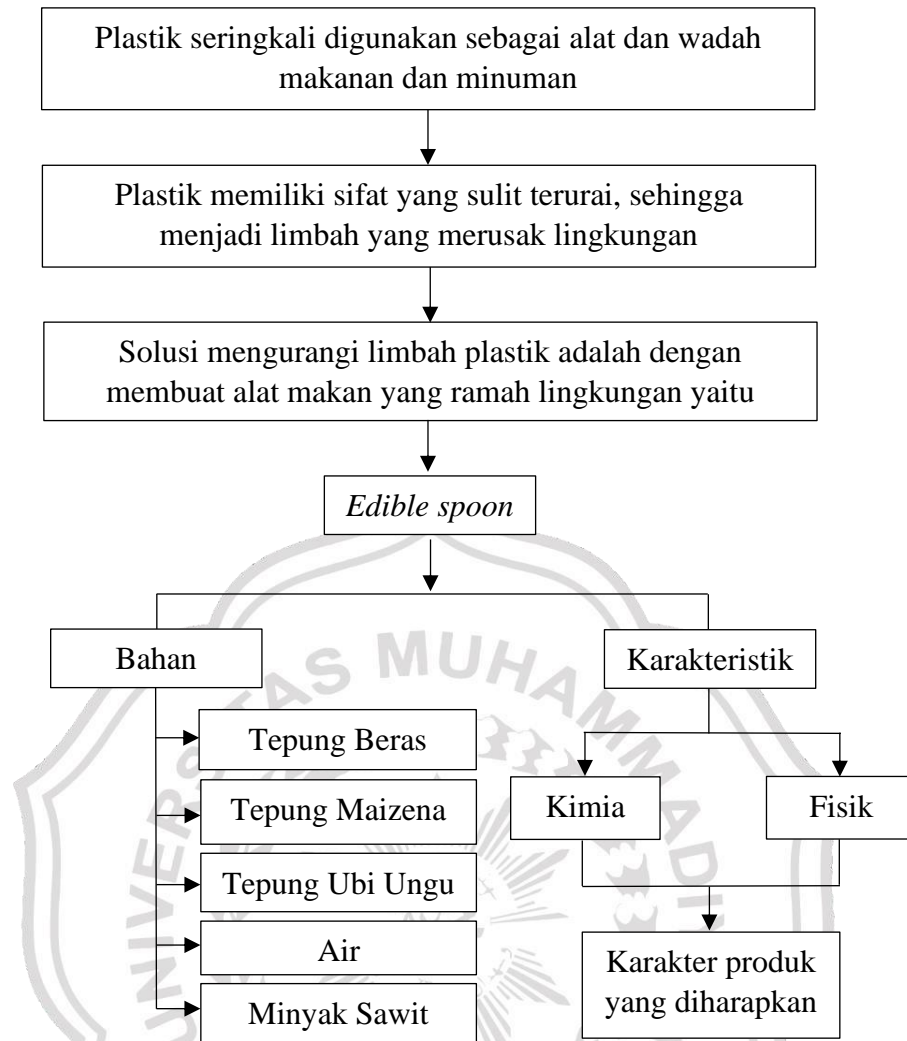 Plastik seringkali digunakan sebagai alat dan wadah
makanan dan minuman
Plastik memiliki sifat yang sulit terurai, sehingga
menjadi limbah yang merusak lingkungan
Solusi mengurangi limbah plastik adalah dengan
membuat alat makan yang ramah lingkungan yaitu
Edible spoon
Bahan
Tepung Beras
Tepung Maizena
Tepung Ubi Ungu
Air
Minyak Sawit
Karakteristik
Kimia
Fisik
Karakter produk
yang diharapkan
UNIVERSITAS MUHAMMADI